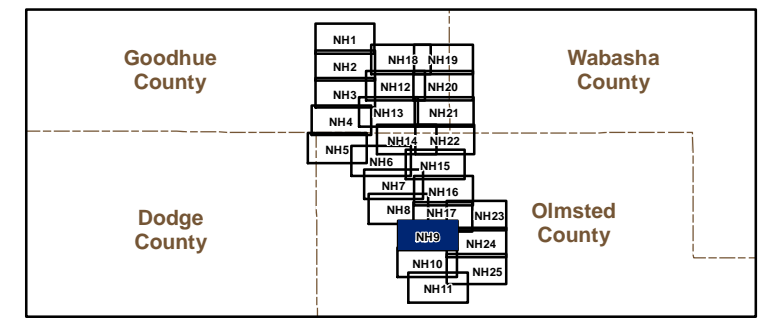 NH1
Goodhue
County
NH18
NH19
Wabasha
County
NH2
NH12
NH20
NH3
NH13
NH21
NH4
NH14
NH22
NH5
NH6
NH15
NH7
NH16
Dodge
County
NH8
NH17
NH23
Olmsted
County
NH9
NH24
NH10
NH25
NH11